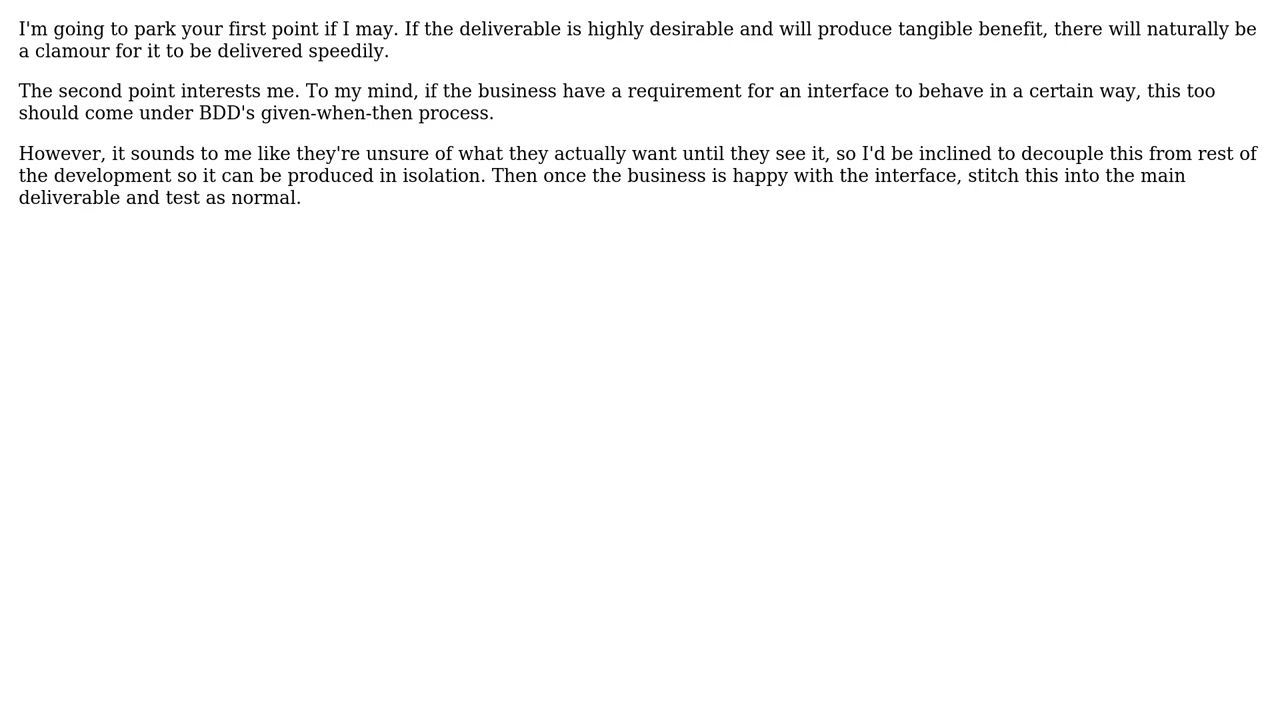 I'm going to park your first point if I may. If the deliverable is highly desirable and will produce tangible benefit, there will naturally be
a clamour for it to be delivered speedily.
The second point interests me. To my mind, if the business have a requirement for an interface to behave in a certain way, this too
should come under BDD's given-when-then process.
However, it sounds to me like they're unsure of what they actually want until they see it, so I'd be inclined to decouple this from rest of
the development so it can be produced in isolation. Then once the business is happy with the interface, stitch this into the main
deliverable and test as normal.